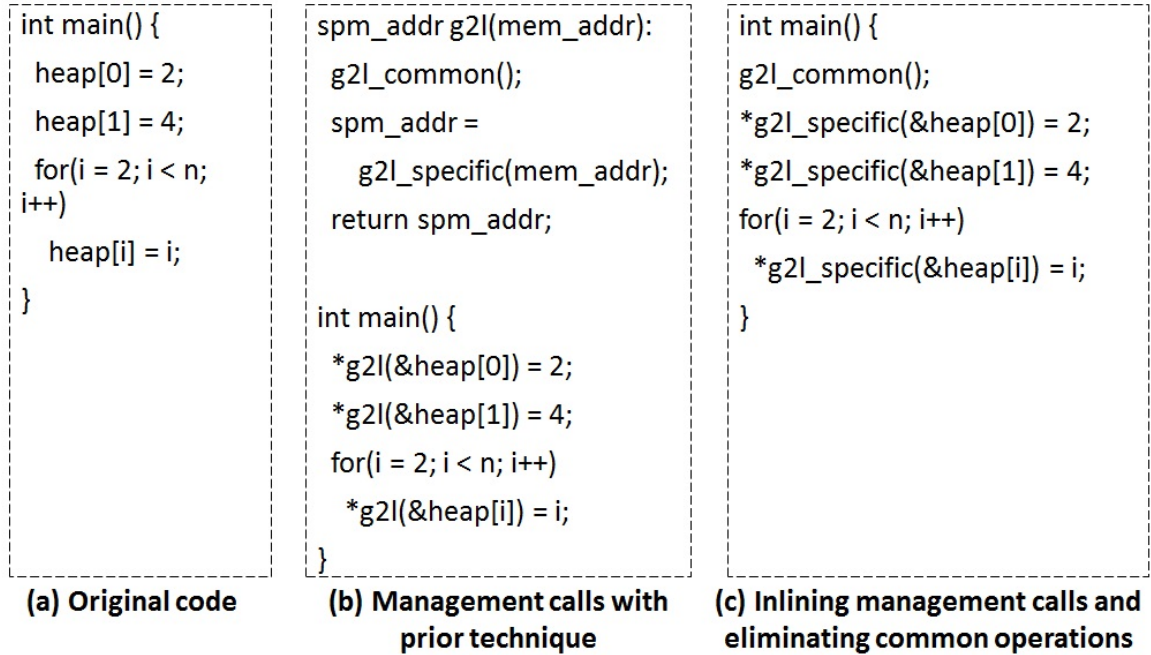 int main() {
heap[0] = 2;
heap[1] = 4;
for(i = 2; i < n;
i++)
heap[i] = i;
}
(a) Original code
spm_addr g2l(mem_addr):
g2l_common();
spm_addr =
g2l_specific(mem_addr);
return spm_addr;
int main() {
*g2l(&heap[0]) = 2;
*g2l(&heap[1]) = 4;
for(i = 2; i < n; i++)
*g2l(&heap[i]) = i;
}
(b) Management calls with
prior technique
int main() {
g2l_common();
*g2l_specific(&heap[0]) = 2;
*g2l_specific(&heap[1]) = 4;
for(i = 2; i < n; i++)
*g2l_specific(&heap[i]) = i;
}
(c) Inlining management calls and
eliminating common operations